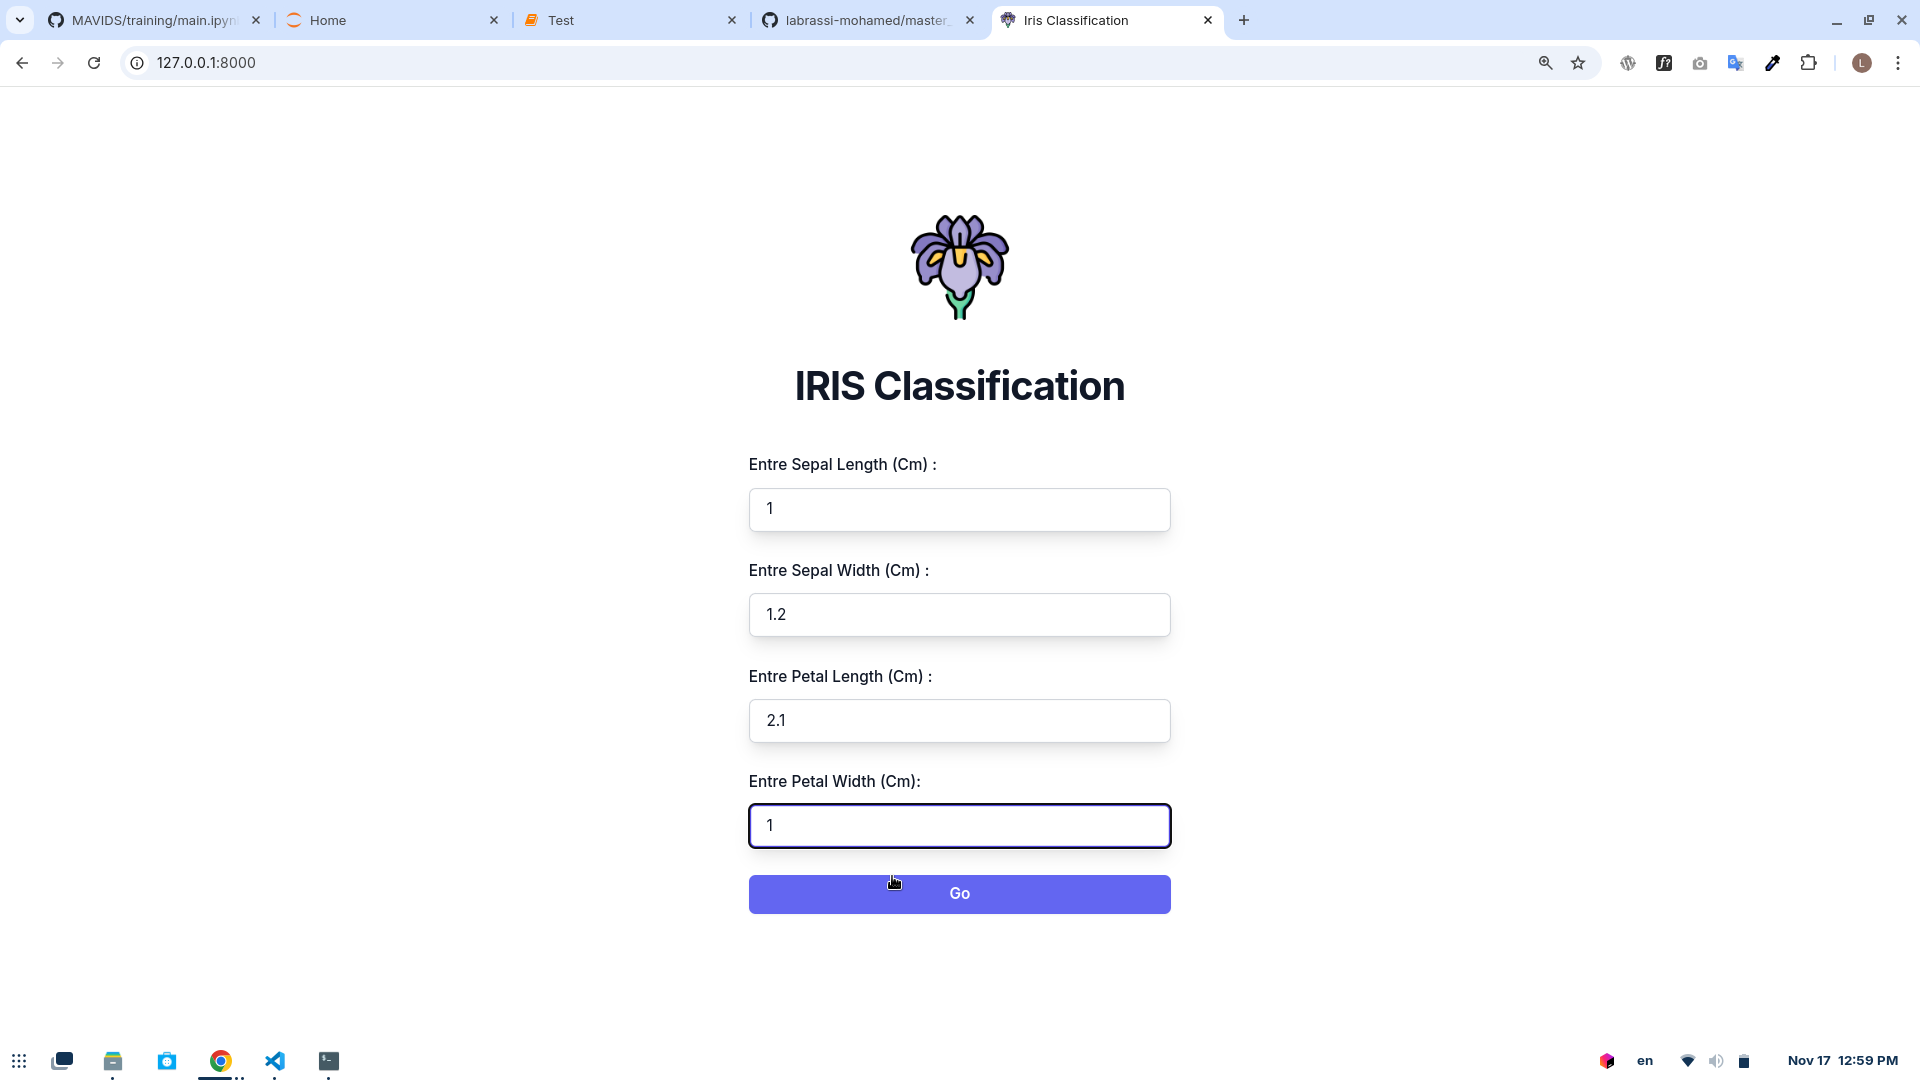 MAVIDS/training/main.ipyn
Home
Test
labrassi-mohamed/master_
Iris Classification
127.0.0.1:8000
L
IRIS Classification
Entre Sepal Length (Cm) :
1
Entre Sepal Width (Cm) :
1.2
Entre Petal Length (Cm) :
2.1
Entre Petal Width (Cm):
1
Go
en
Nov 17 12:59 PM